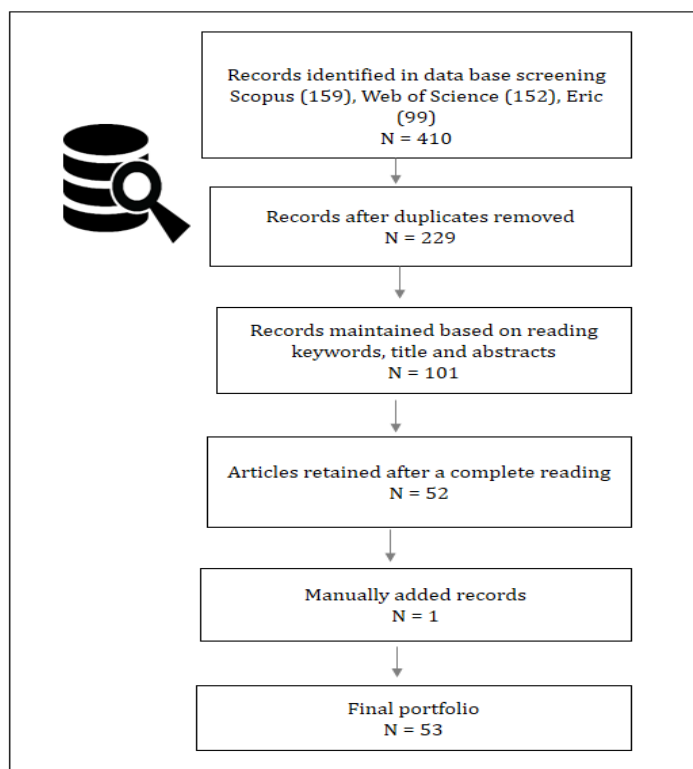 Records identified in data base screening
Scopus (159), Web of Science (152), Eric
(99)
N = 410
Records after duplicates removed
N = 229
Records maintained based on reading
keywords, title and abstracts
N = 101
Articles retained after a complete reading
N = 52
Manually added records
N = 1
Final portfolio
N = 53